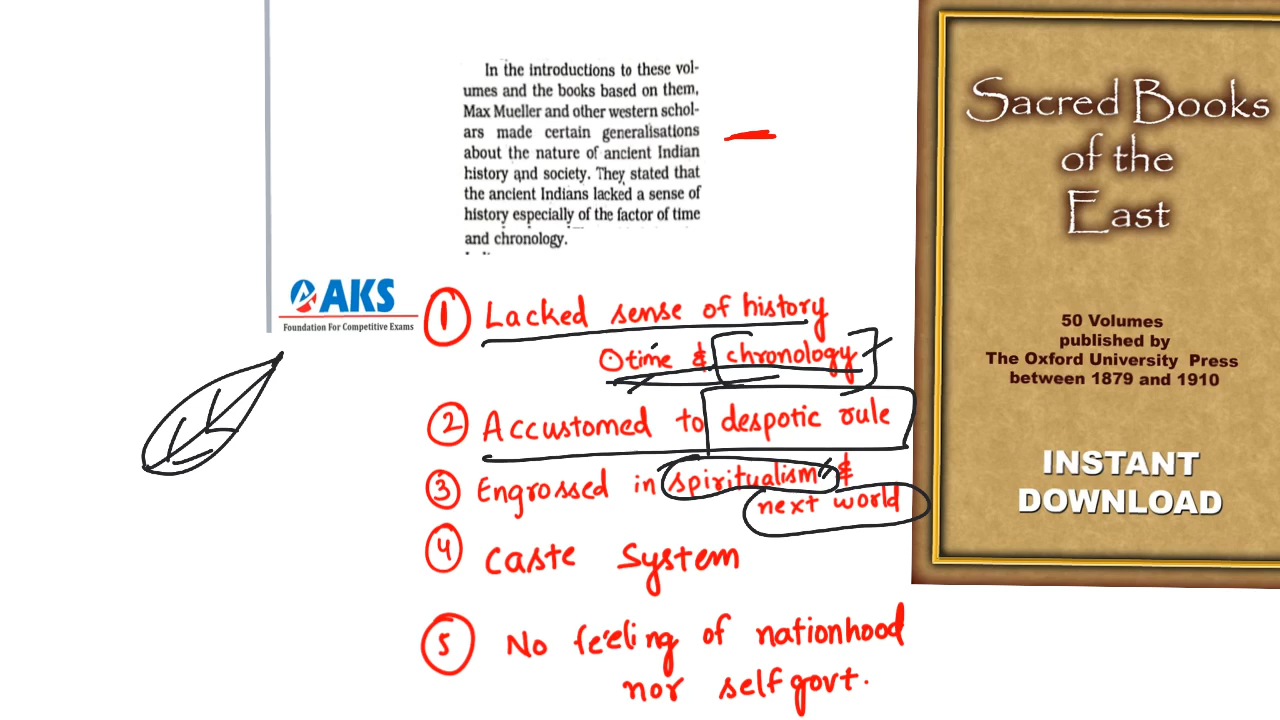 In the introductions to these vol-
umes and the books based on them,
Max Mueller and other western schol-
ars made certain generalisations
about the nature of ancient Indian
history and society. They stated that
the ancient Indians lacked a sense of
history especially of the factor of time
and chronology.
AKS
Foundation For Competitive Exams
1 Lacked sense of history
time & chronology
2 Accustomed to despotic rule
3 Engrossed in spiritualism &
next world
4 Caste System
5 No feeling of nationhood
nor self govt.
Sacred Books
of the
East
50 Volumes
published by
The Oxford University Press
between 1879 and 1910
INSTANT
DOWNLOAD